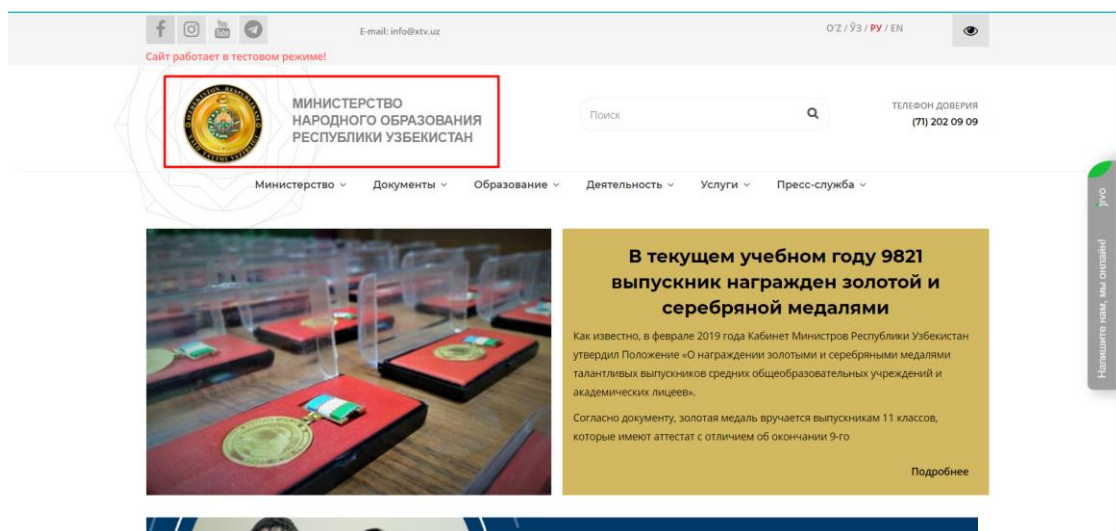 You Tube
E-mail: info@xtv.uz
O'Z / ЎЗ / РУ / EN
Сайт работает в тестовом режиме!
МИНИСТЕРСТВО
НАРОДНОГО ОБРАЗОВАНИЯ
РЕСПУБЛИКИ УЗБЕКИСТАН
Поиск
ТЕЛЕФОН ДОВЕРИЯ
(71) 202 09 09
Министерство Документы Образование Деятельность Услуги Пресс-служба
В текущем учебном году 9821
выпускник награжден золотой и
серебряной медалями
Как известно, в феврале 2019 года Кабинет Министров Республики Узбекистан
утвердил Положение «О награждении золотыми и серебряными медалями
талантливых выпускников средних общеобразовательных учреждений и
академических лицеев».
Согласно документу, золотая медаль вручается выпускникам 11 классов,
которые имеют аттестат с отличием об окончании 9-го
Подробнее
Напишите нам, мы онлайн!
jivo